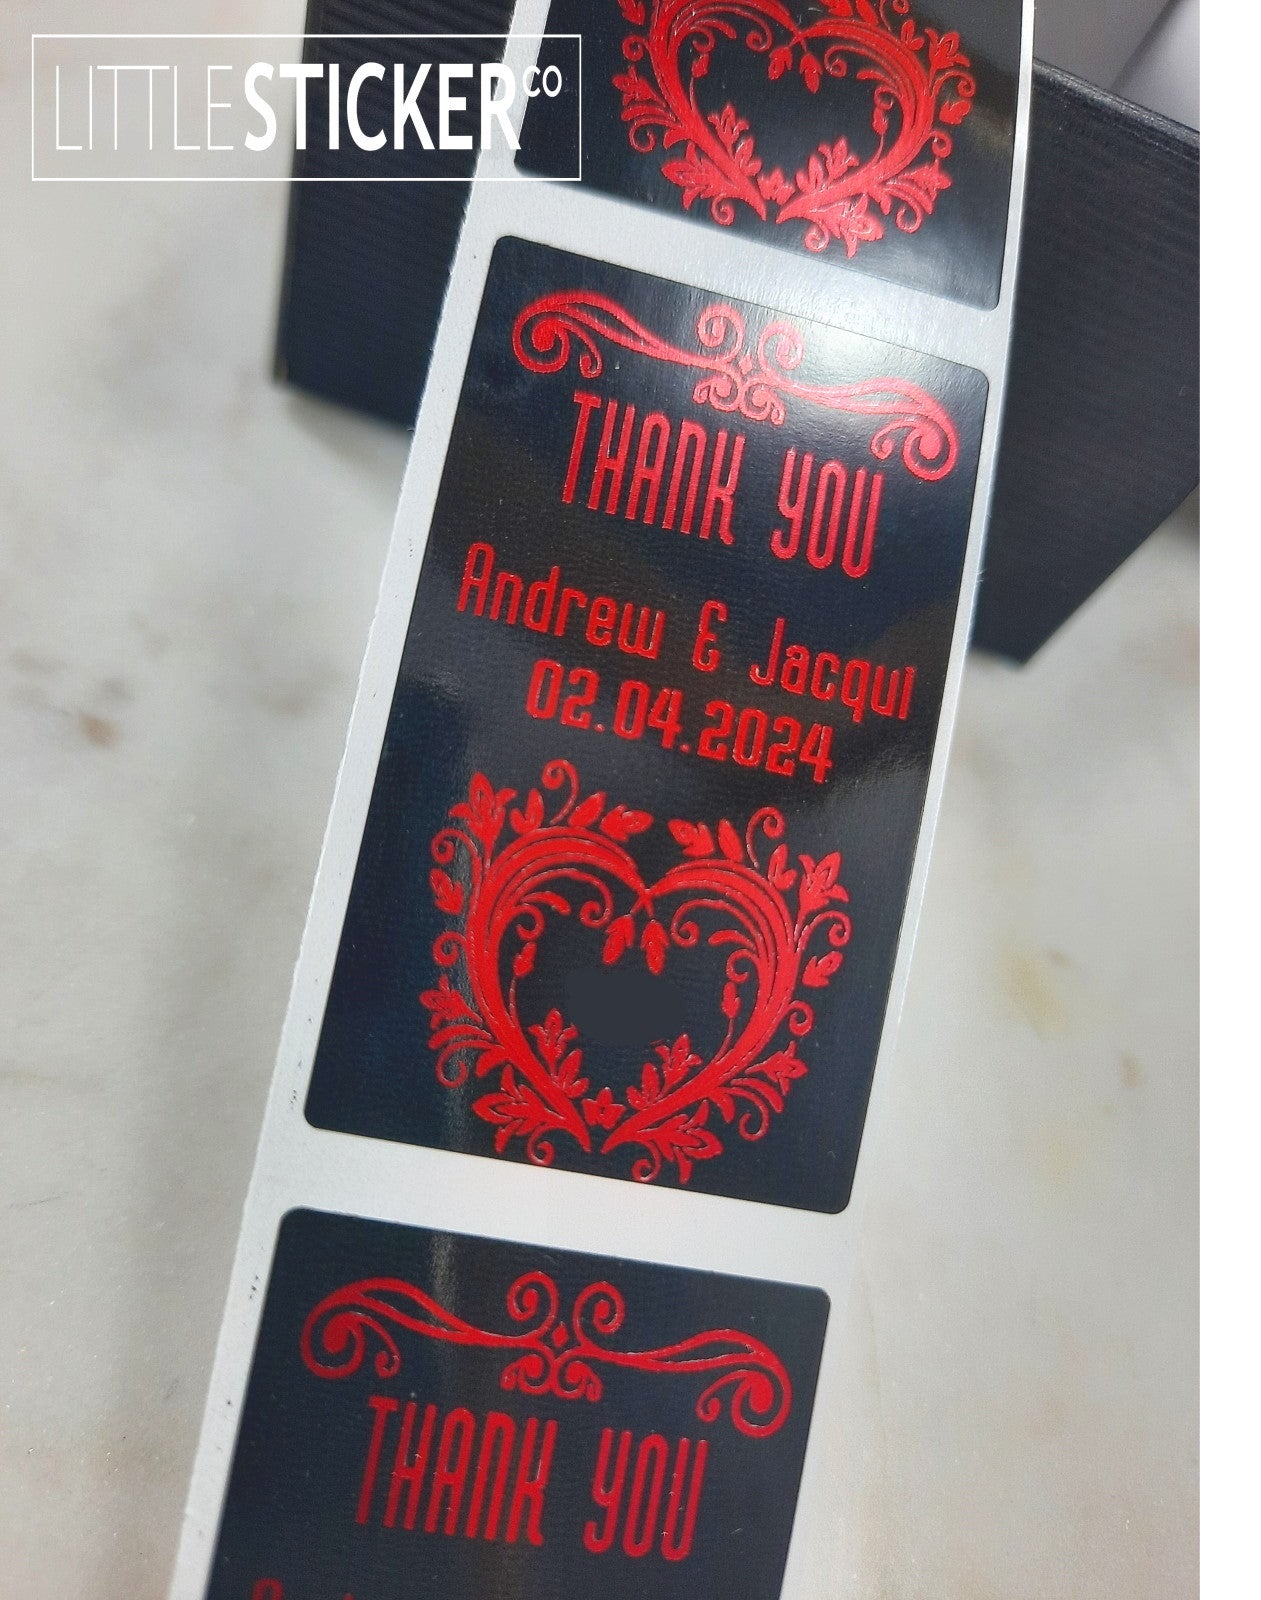 LITTLESTICKERCO
THANK YOU
Andrew & Jacqui
02.04.2024
THANK YOU